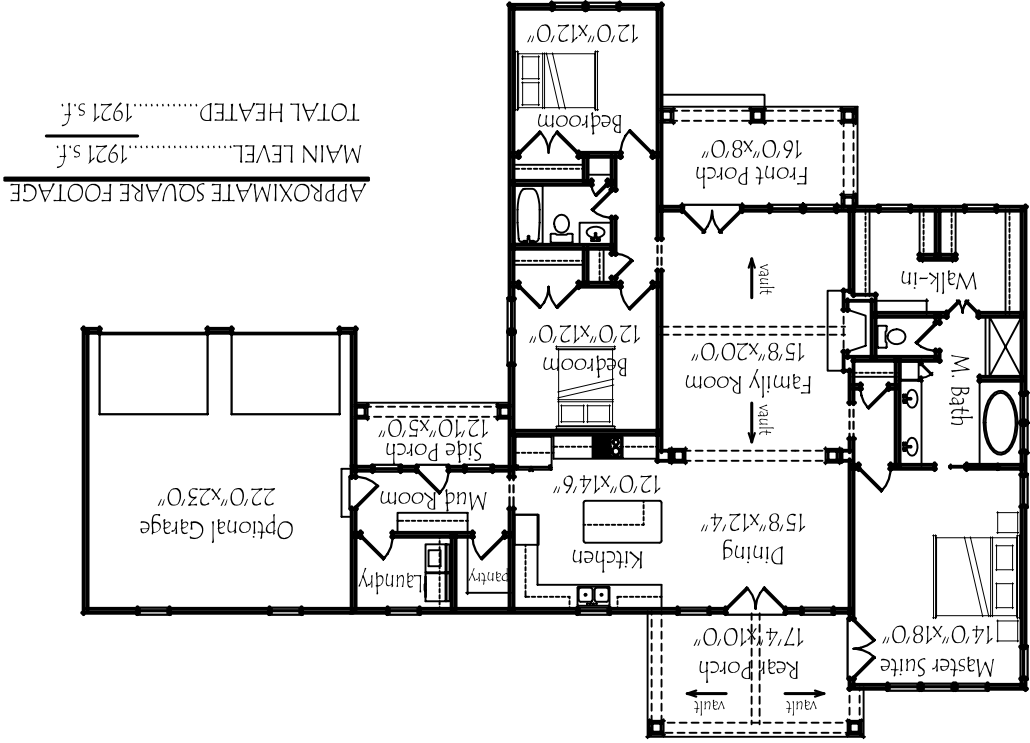 vault
vault
Rear Porch
17'4"x10'0"
Master Suite
14'0"x18'0"
Pantry
Laundry
Kitchen
12'0"x14'6"
Dining
15'8"x12'4"
Optional Garage
22'0"x23'0"
Mud Room
Side Porch
12'10"x5'0"
vault
M. Bath
Family Room
15'8"x20'0"
Bedroom
12'0"x12'0"
vault
Walk-in
APPROXIMATE SQUARE FOOTAGE
MAIN LEVEL..................1921 s.f.
TOTAL HEATED............1921 s.f.
Front Porch
16'0"x8'0"
Bedroom
12'0"x12'0"